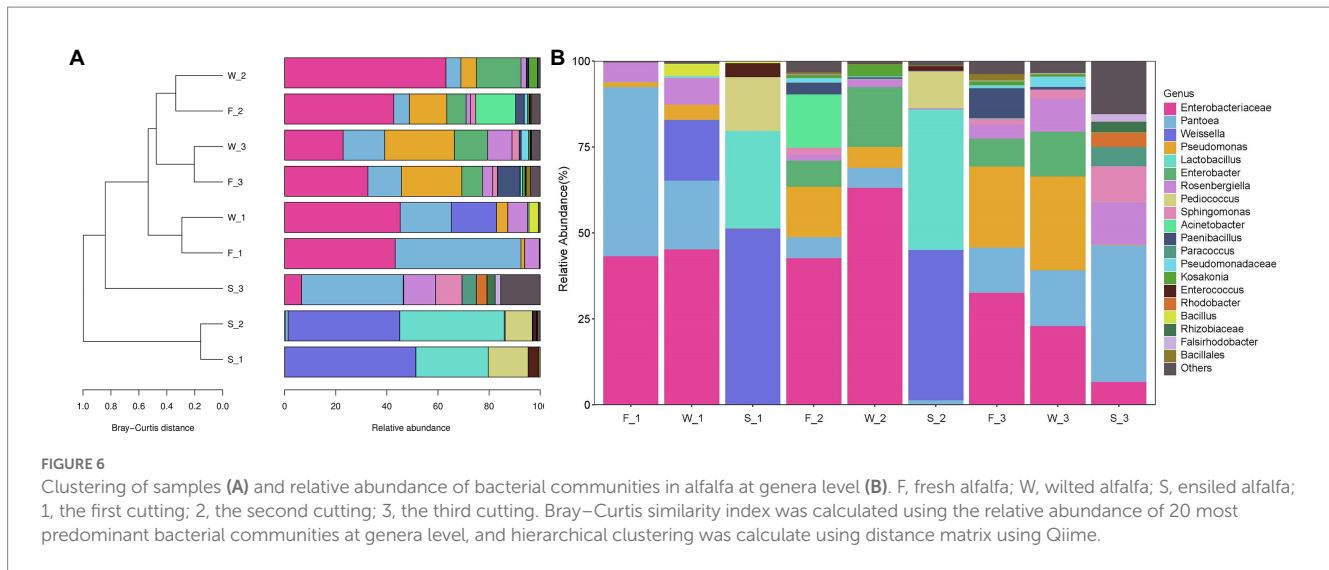 A
W_2
F_2
W_3
F_3
W_1
F_1
S_3
S_2
S_1
1.0 0.8 0.6 0.4 0.2 0.0
Bray−Curtis distance
0 20 40 60 80 100
Relative abundance
B
100
75
50
25
0
Relative Abundance(%)
F_1 W_1 S_1 F_2 W_2 S_2 F_3 W_3 S_3
Genus
Enterobacteriaceae
Pantoea
Weissella
Pseudomonas
Lactobacillus
Enterobacter
Rosenbergiella
Pediococcus
Sphingomonas
Acinetobacter
Paenibacillus
Paracoccus
Pseudomonadaceae
Kosakonia
Enterococcus
Rhodobacter
Bacillus
Rhizobiaceae
Falsirhodobacter
Bacillales
Others
FIGURE 6
Clustering of samples (A) and relative abundance of bacterial communities in alfalfa at genera level (B). F, fresh alfalfa; W, wilted alfalfa; S, ensiled alfalfa;
1, the first cutting; 2, the second cutting; 3, the third cutting. Bray–Curtis similarity index was calculated using the relative abundance of 20 most
predominant bacterial communities at genera level, and hierarchical clustering was calculate using distance matrix using Qiime.